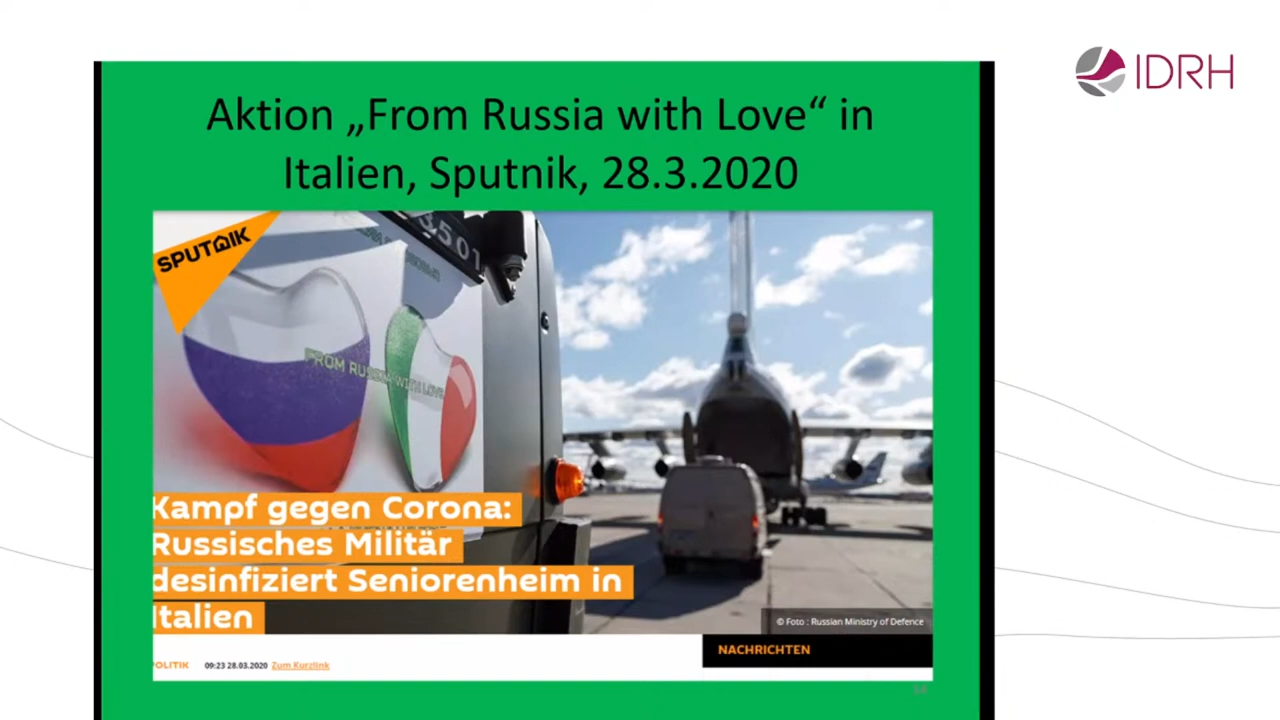 IDRH
Aktion „From Russia with Love“ in
Italien, Sputnik, 28.3.2020
SPUTNIK
3501
FROM RUSSIA WITH LOVE
Kampf gegen Corona:
Russisches Militär
desinfiziert Seniorenheim in
Italien
© Foto : Russian Ministry of Defence
NACHRICHTEN
POLITIK 09:23 28.03.2020 Zum Kurzlink